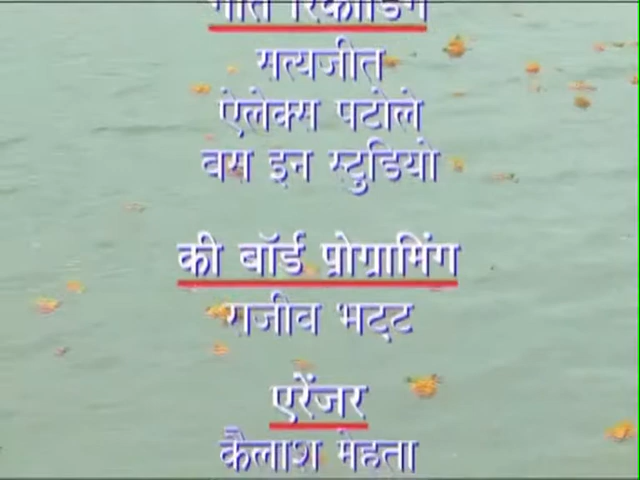 गीत रिकार्डिंग
सत्यजीत
ऐलेक्स पटोले
बस इन स्टुडियो
की बॉर्ड प्रोग्रामिंग
राजीव भट्ट
एरेंजर
कैलाश मेहता